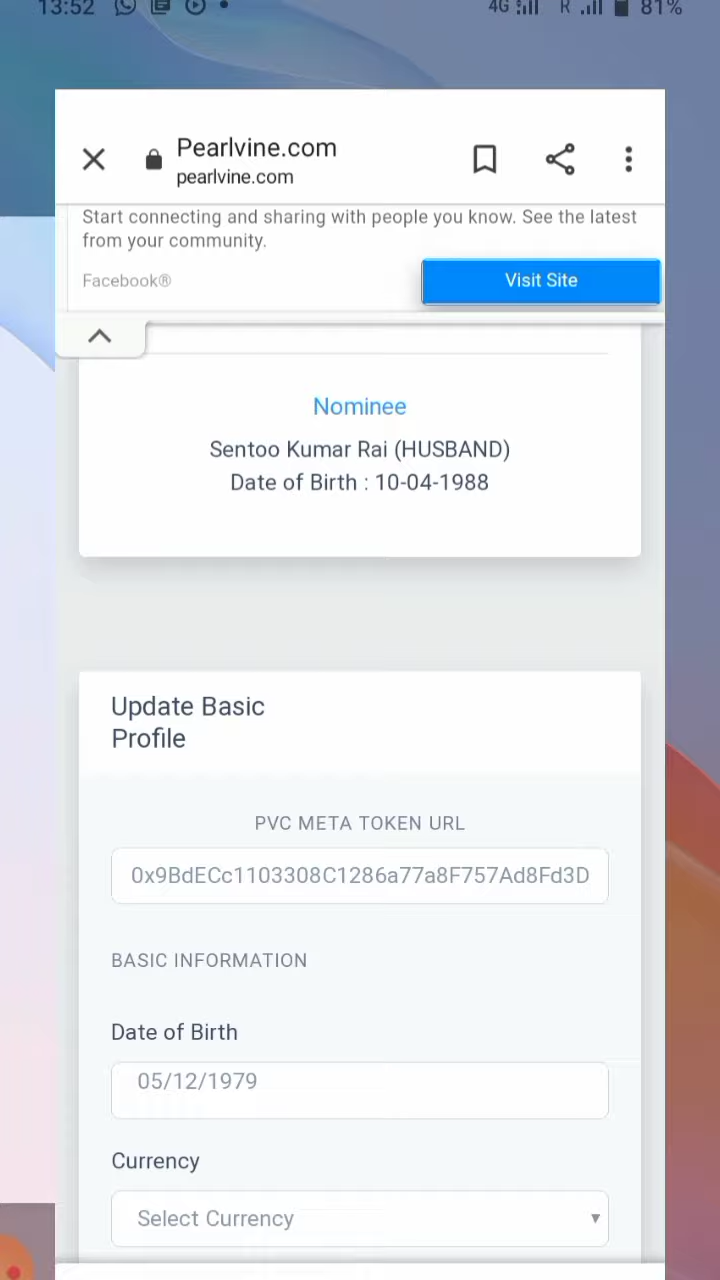 13:52 4G R 81%
Pearlvine.com
pearlvine.com
Start connecting and sharing with people you know. See the latest
from your community.
Facebook®
Visit Site
Nominee
Sentoo Kumar Rai (HUSBAND)
Date of Birth : 10-04-1988
Update Basic
Profile
PVC META TOKEN URL
0x9BdECc1103308C1286a77a8F757Ad8Fd3D
BASIC INFORMATION
Date of Birth
05/12/1979
Currency
Select Currency